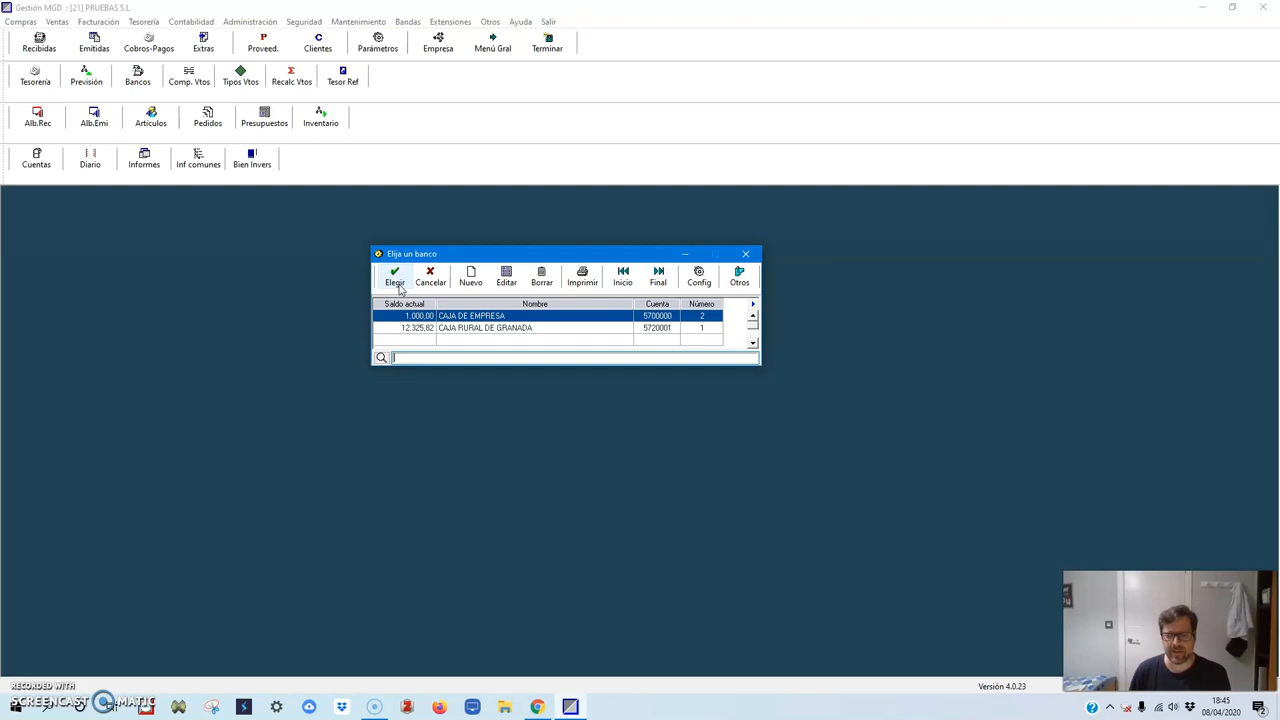 Gestión MGD : [21] PRUEBAS S.L
Compras Ventas Facturación Tesorería Contabilidad Administración Seguridad Mantenimiento Bandas Extensiones Otros Ayuda Salir
Recibidas Emitidas Cobros-Pagos Extras Proveed. Clientes Parámetros Empresa Menú Gral Terminar
Tesorería Previsión Bancos Comp. Vtos Tipos Vtos Recalc Vtos Tesor Ref
Alb.Rec Alb.Emi Artículos Pedidos Presupuestos Inventario
Cuentas Diario Informes Inf comunes Bien Invers
Elija un banco
Elegir Cancelar Nuevo Editar Borrar Imprimir Inicio Final Config Otros
Saldo actual Nombre Cuenta Número
1.000,00 CAJA DE EMPRESA 5700000 2
12.325,82 CAJA RURAL DE GRANADA 5720001 1
Versión 4.0.23
RECORDED WITH
SCREENCAST MATIC
18:45
08/04/2020